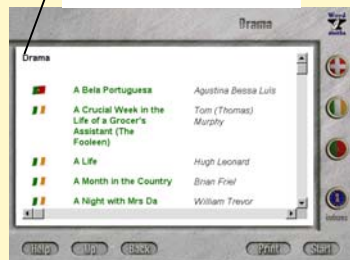 Drama
Word
Drama
A Bela Portuguesa Agustina Bessa Luís
A Crucial Week in the Tom (Thomas)
Life of a Grocer's Murphy
Assistant (The
Fooleen)
A Life Hugh Leonard
A Month in the Country Brian Friel
A Night with Mrs Da William Trevor
Help Up Back Print Start